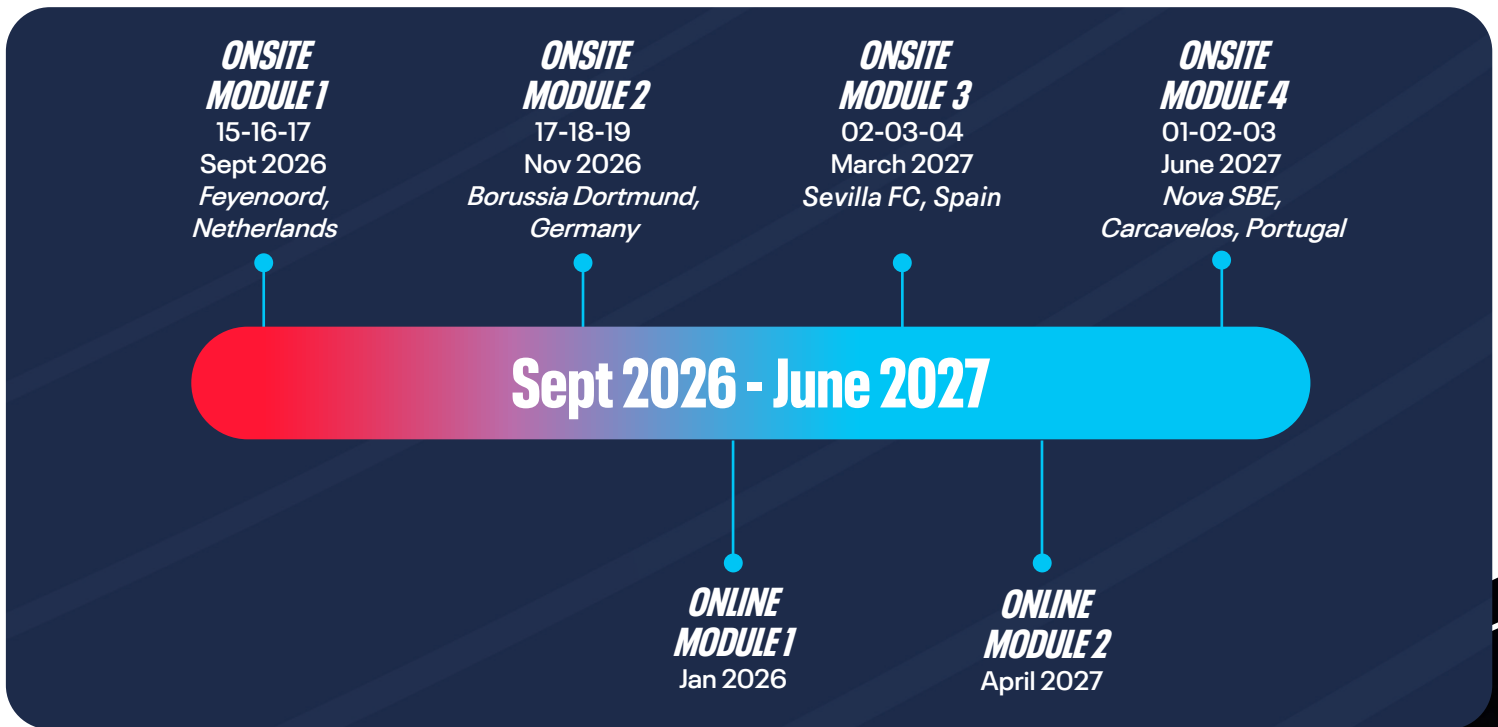 ONSITE
MODULE 1
15-16-17
Sept 2026
Feyenoord,
Netherlands
ONSITE
MODULE 2
17-18-19
Nov 2026
Borussia Dortmund,
Germany
ONSITE
MODULE 3
02-03-04
March 2027
Sevilla FC, Spain
ONSITE
MODULE 4
01-02-03
June 2027
Nova SBE,
Carcavelos, Portugal
Sept 2026 - June 2027
ONLINE
MODULE 1
Jan 2026
ONLINE
MODULE 2
April 2027